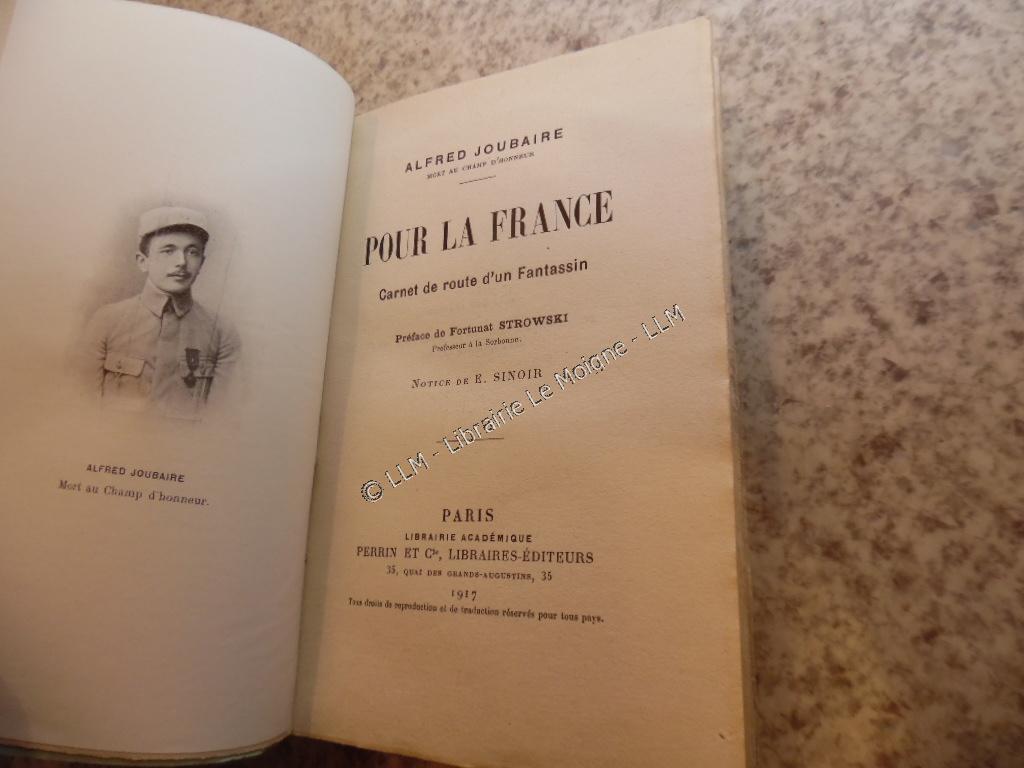 ALFRED JOUBAIRE
Mort au Champ d'honneur.
ALFRED JOUBAIRE
MORT AU CHAMP D'HONNEUR
POUR LA FRANCE
Carnet de route d'un Fantassin
Préface de Fortunat STROWSKI
Professeur à la Sorbonne.
NOTICE DE E. SINOIR
© LLM - Librairie Le Moigne - LLM
PARIS
LIBRAIRIE ACADÉMIQUE
PERRIN ET Cie, LIBRAIRES-ÉDITEURS
35, QUAI DES GRANDS-AUGUSTINS, 35
1917
Tous droits de reproduction et de traduction réservés pour tous pays.